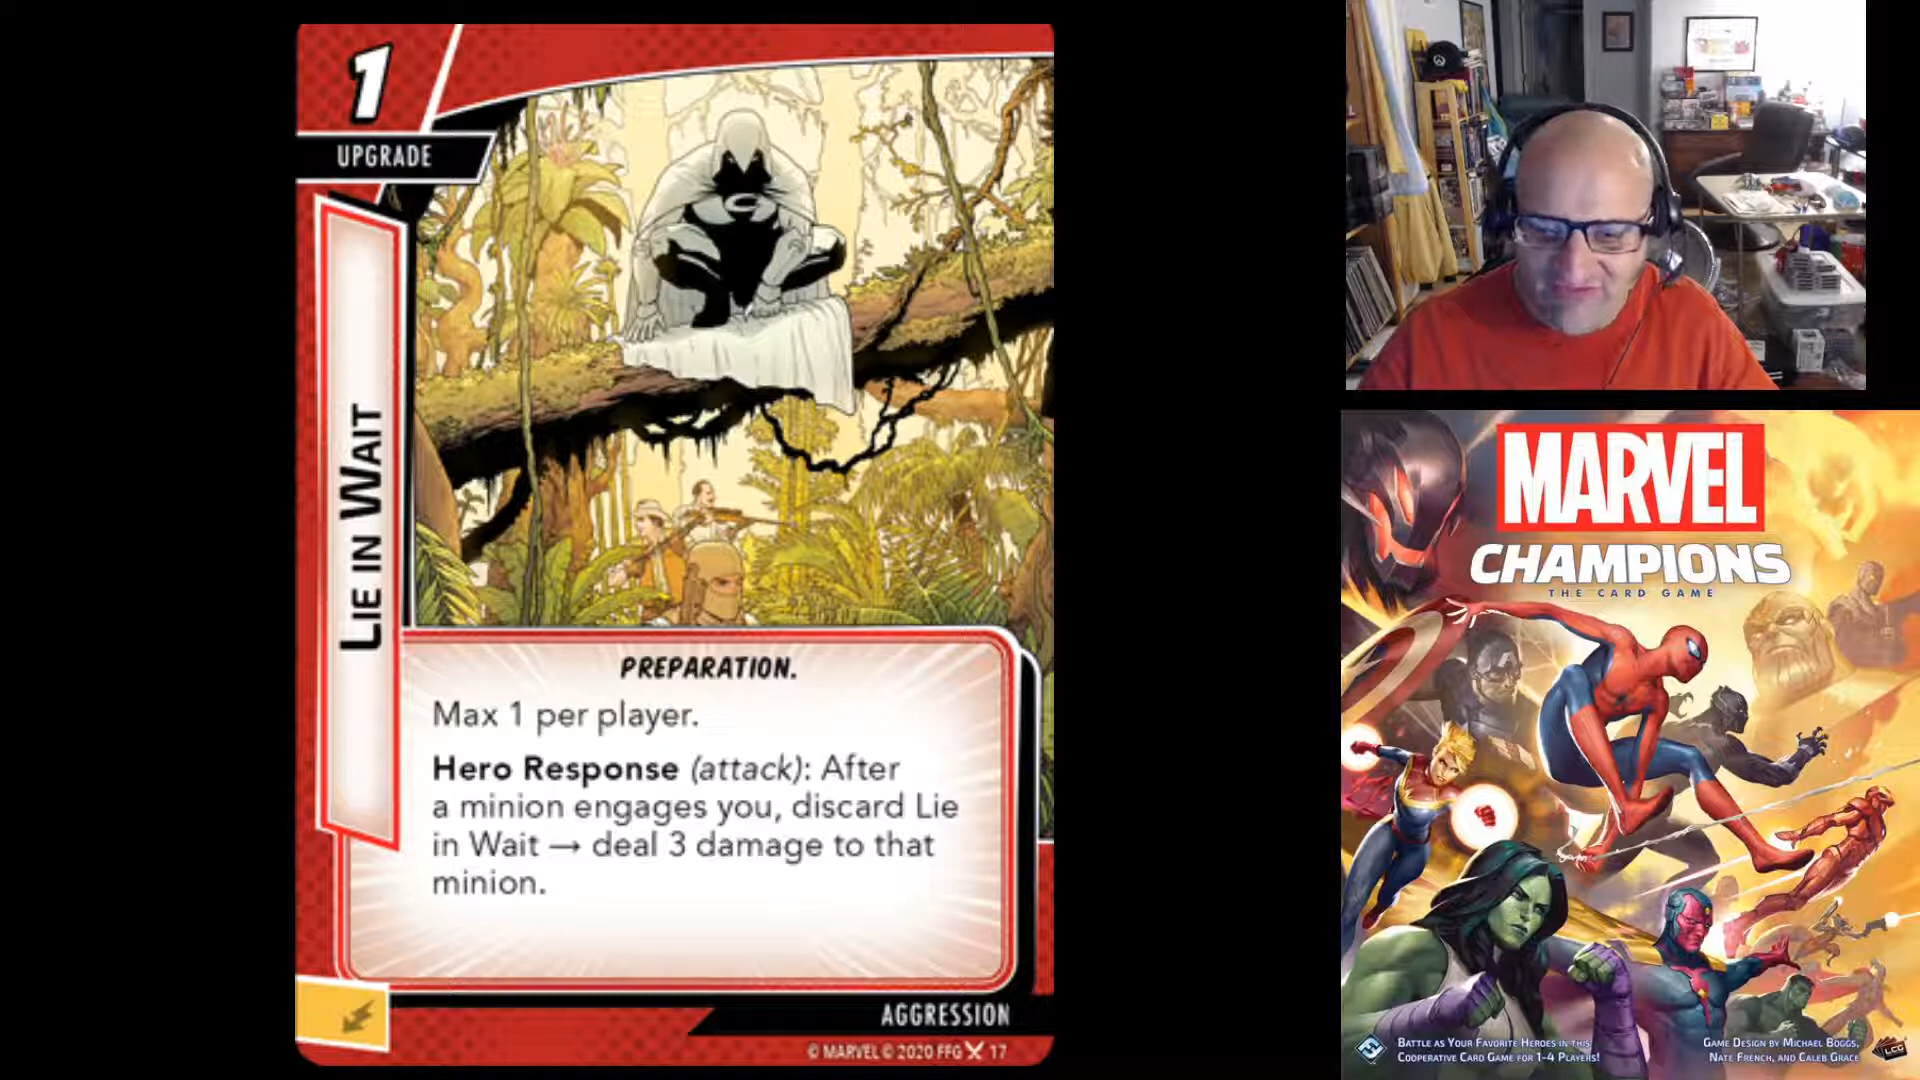 1
UPGRADE
LIE IN WAIT
PREPARATION.
Max 1 per player.
Hero Response (attack): After
a minion engages you, discard Lie
in Wait → deal 3 damage to that
minion.
AGGRESSION
© MARVEL © 2020 FFG 17
MARVEL
CHAMPIONS
THE CARD GAME
BATTLE AS YOUR FAVORITE HEROES IN THIS
COOPERATIVE CARD GAME FOR 1-4 PLAYERS!
GAME DESIGN BY MICHAEL BOGGS,
NATE FRENCH, AND CALEB GRACE
LCG